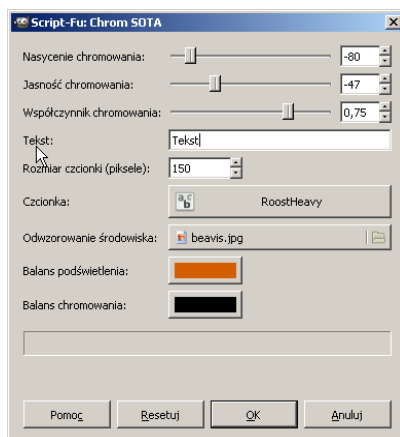 Script-Fu: Chrom SOTA
Nasycenie chromowania: -80
Jasność chromowania: -47
Współczynnik chromowania: 0,75
Tekst: Tekst
Rozmiar czcionki (piksele): 150
Czcionka: RoostHeavy
Odwzorowanie środowiska: beavis.jpg
Balans podświetlenia:
Balans chromowania:
Pomoc Resetuj OK Anuluj